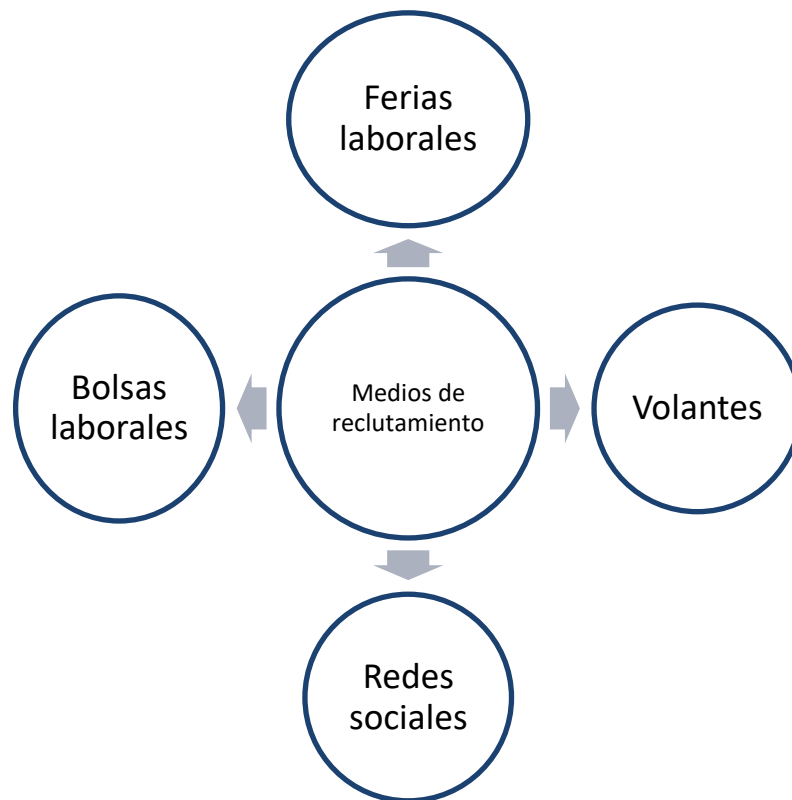 Ferias
laborales
Bolsas
laborales
Medios de
reclutamiento
Volantes
Redes
sociales